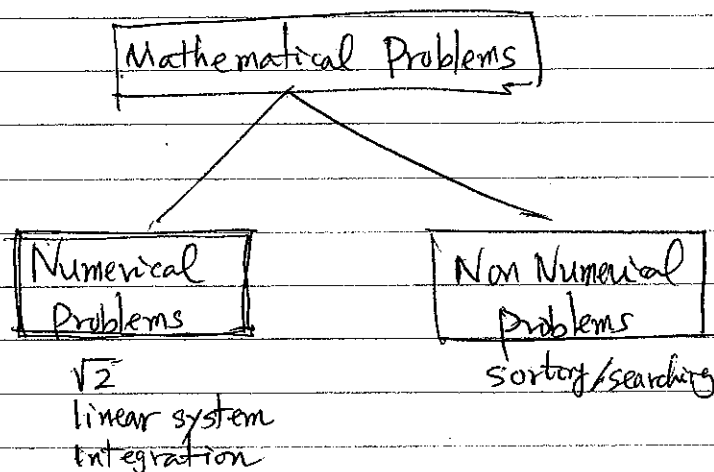 Mathematical Problems
Numerical
Problems
Non Numerical
Problems
√2
linear system
integration
sorting/searching